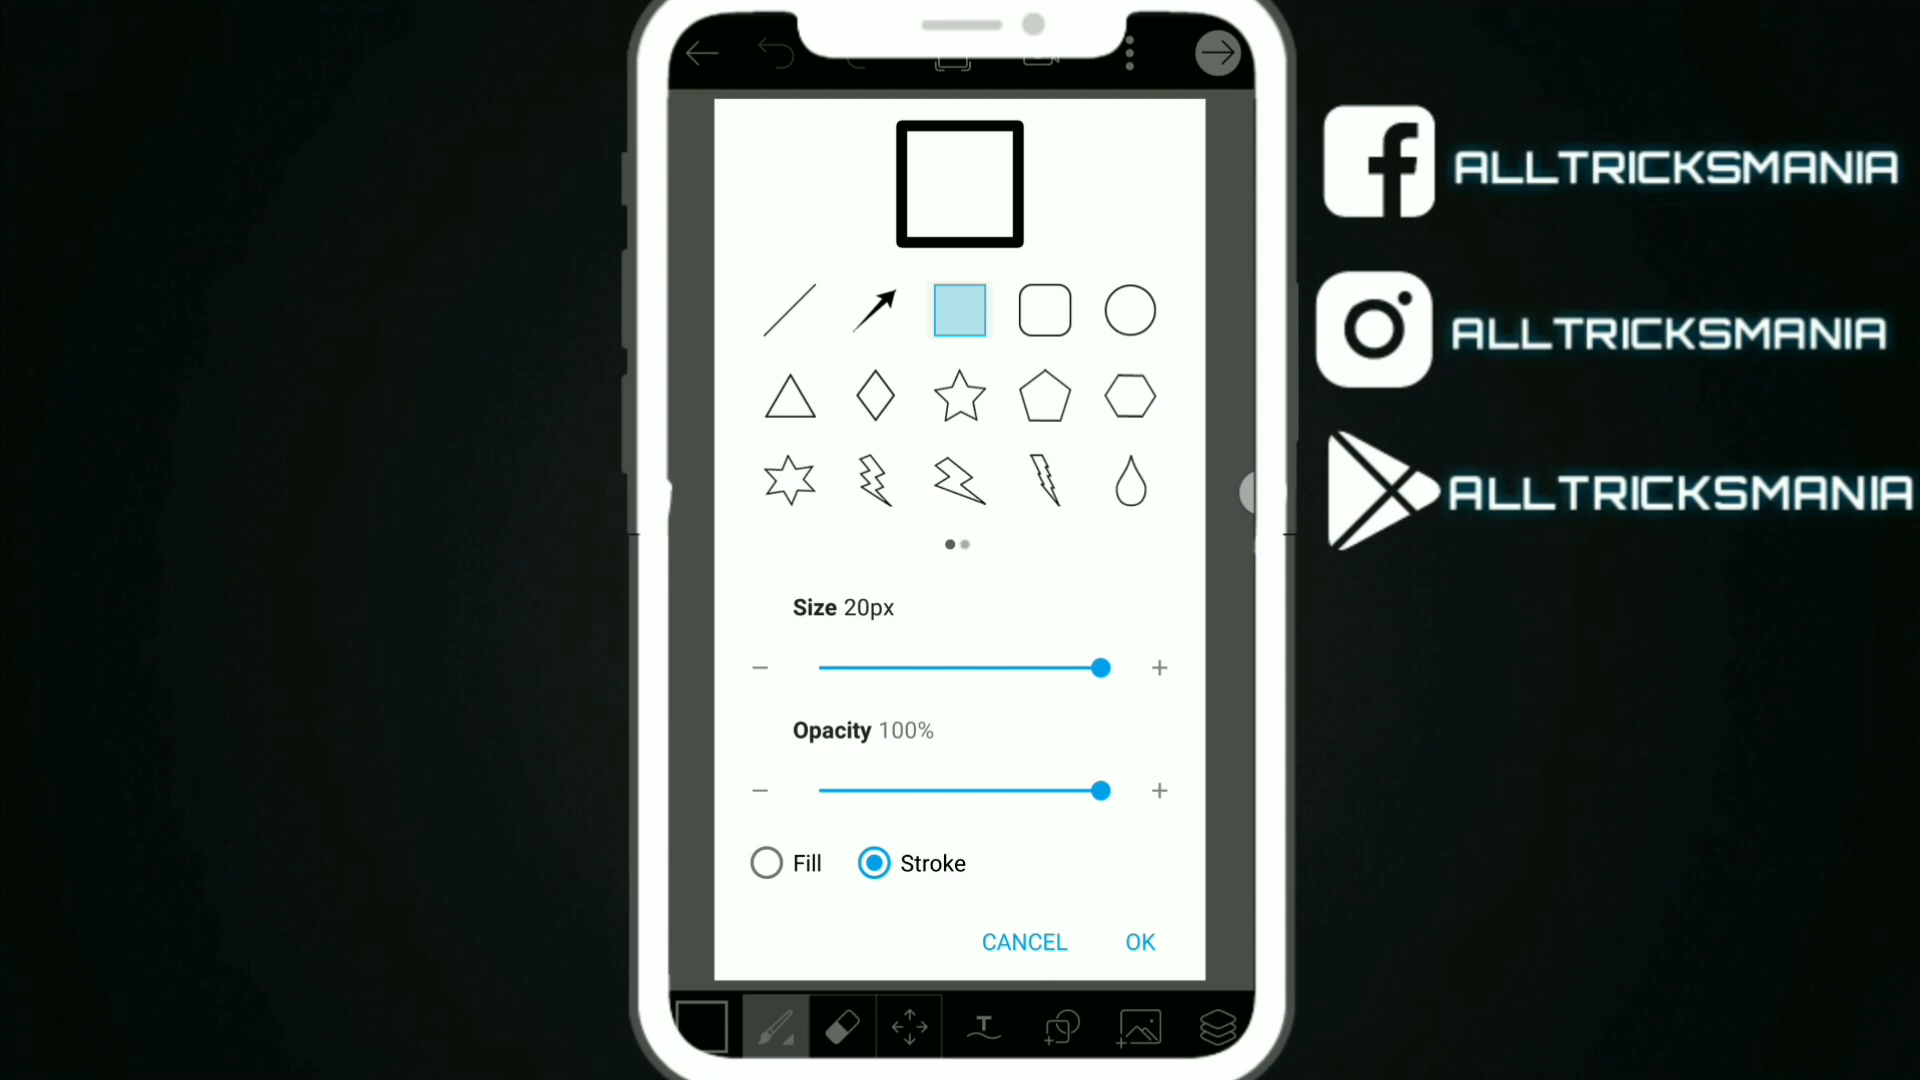 ALLTRICKSMANIA
ALLTRICKSMANIA
ALLTRICKSMANIA
Size 20px
Opacity 100%
Fill
Stroke
CANCEL
OK